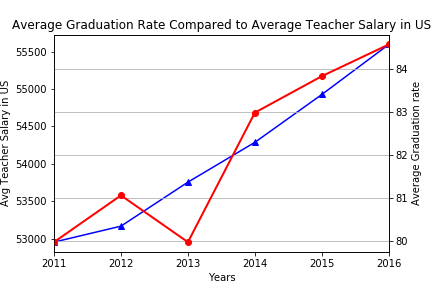 Average Graduation Rate Compared to Average Teacher Salary in US
55500
55000
54500
54000
53500
53000
Avg Teacher Salary in US
84
83
82
81
80
Average Graduation rate
2011 2012 2013 2014 2015 2016
Years